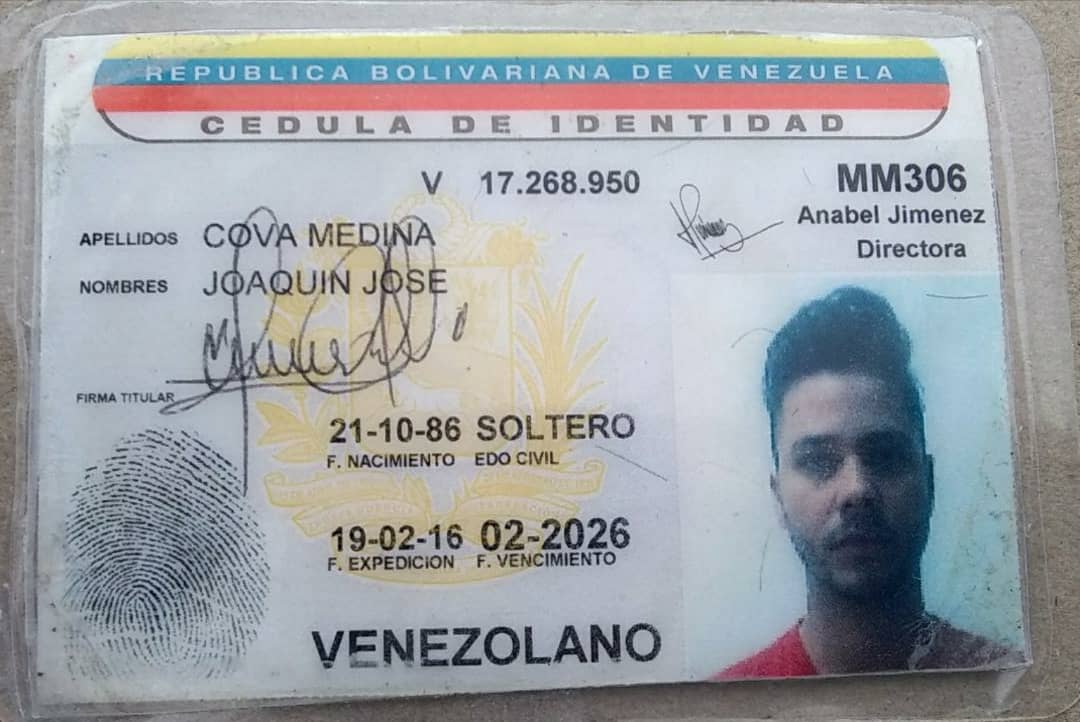 REPUBLICA BOLIVARIANA DE VENEZUELA
CEDULA DE IDENTIDAD
V 17.268.950
MM306
Anabel Jimenez
Directora
APELLIDOS COVA MEDINA
NOMBRES JOAQUIN JOSE
FIRMA TITULAR
21-10-86 SOLTERO
F. NACIMIENTO EDO CIVIL
19-02-16 02-2026
F. EXPEDICION F. VENCIMIENTO
VENEZOLANO